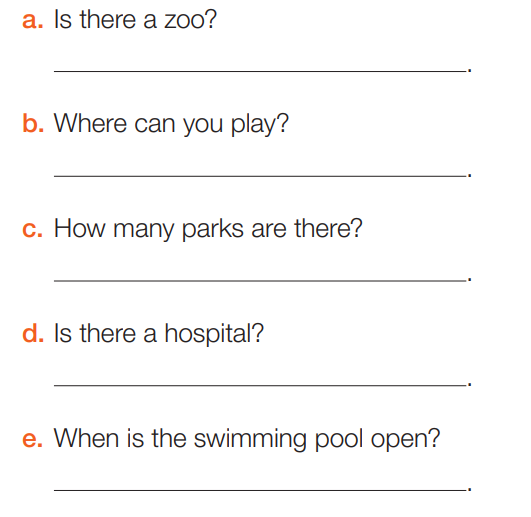 a. Is there a zoo?
.
b. Where can you play?
.
c. How many parks are there?
.
d. Is there a hospital?
.
e. When is the swimming pool open?
.